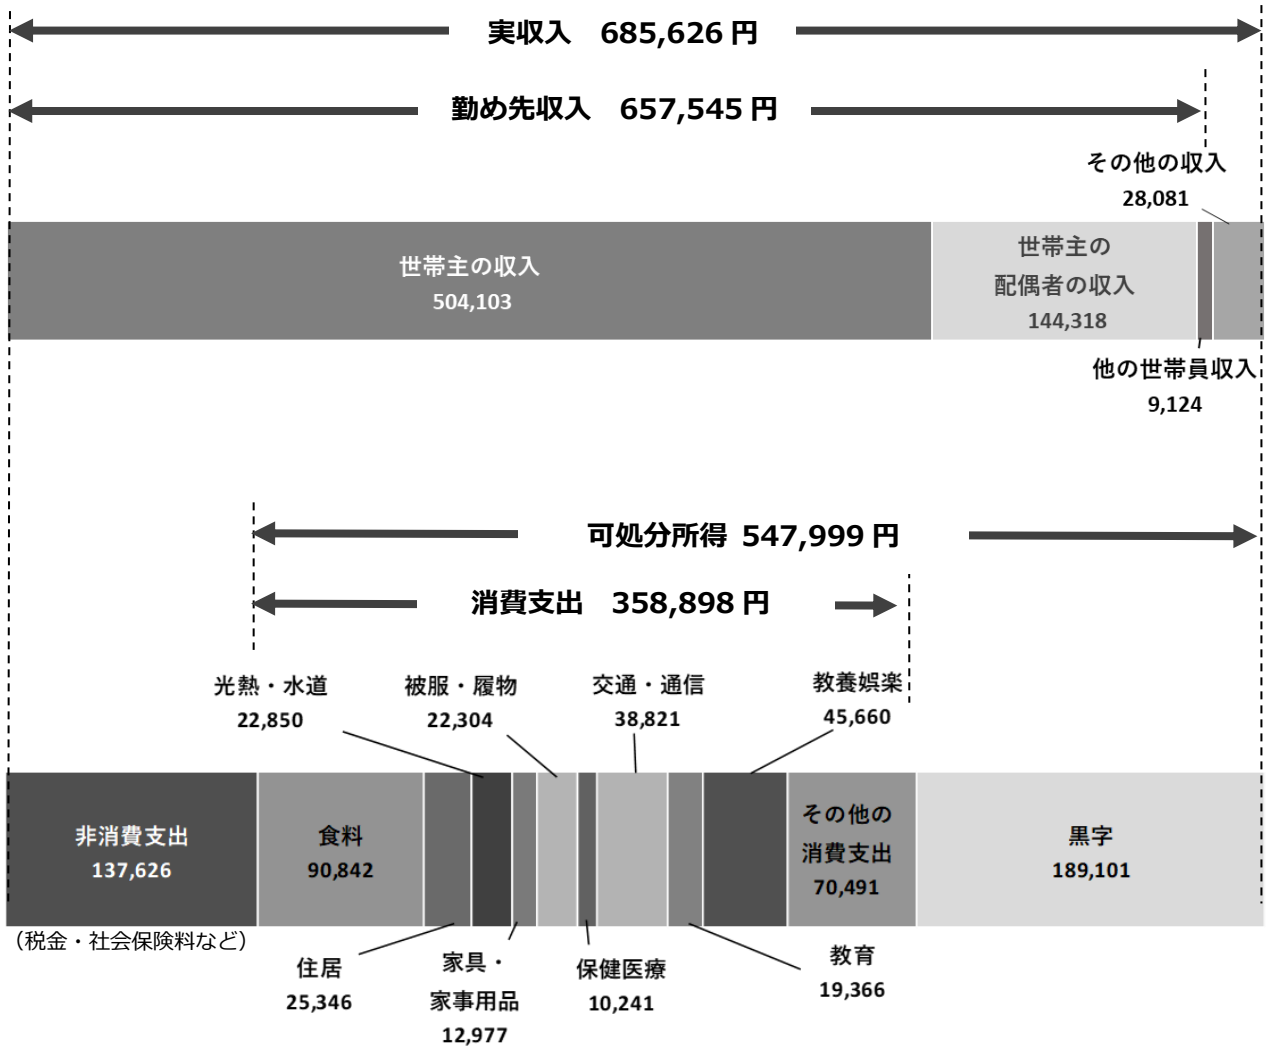 実収入　685,626 円
勤め先収入　657,545 円
その他の収入
28,081
世帯主の収入
504,103
世帯主の
配偶者の収入
144,318
他の世帯員収入
9,124
可処分所得 547,999 円
消費支出　358,898 円
光熱・水道
22,850
被服・履物
22,304
交通・通信
38,821
教養娯楽
45,660
非消費支出
137,626
（税金・社会保険料など）
食料
90,842
その他の
消費支出
70,491
黒字
189,101
住居
25,346
家具・
家事用品
12,977
保健医療
10,241
教育
19,366